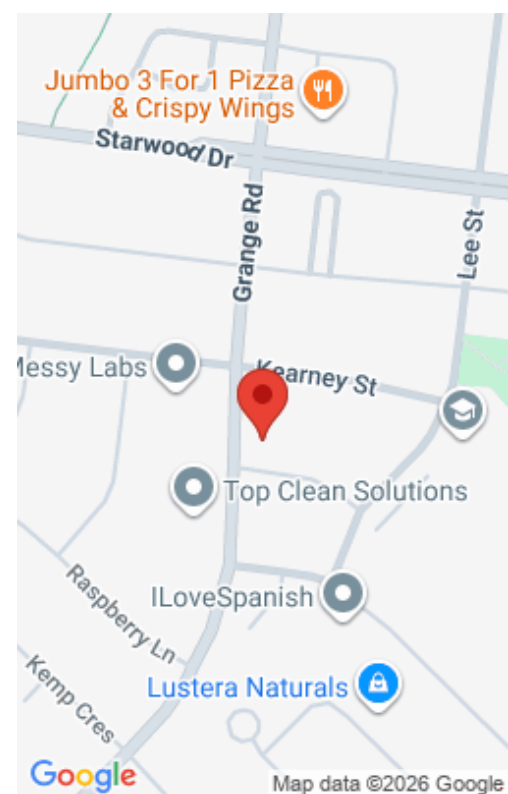 Jumbo 3 For 1 Pizza
& Crispy Wings
Starwood Dr
Grange Rd
Lee St
Messy Labs
Kearney St
Top Clean Solutions
ILoveSpanish
Raspberry Ln
Lustera Naturals
Kemp Cres
Google
Map data ©2026 Google